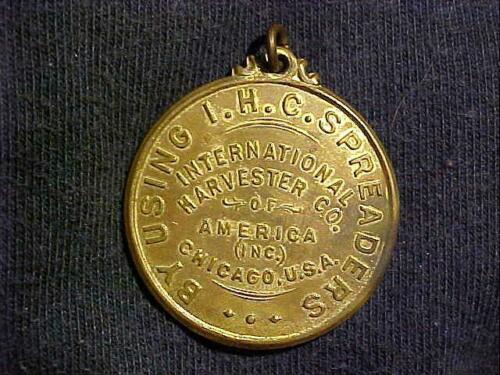 BY USING I.H.C. SPREADERS
INTERNATIONAL
HARVESTER CO.
OF
AMERICA
(INC.)
CHICAGO, U.S.A.